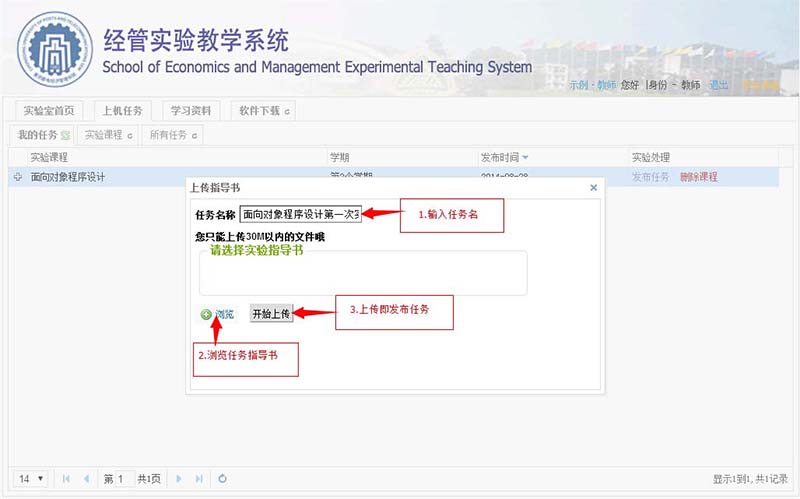 经管实验教学系统
School of Economics and Management Experimental Teaching System
示例·教师 您好 |身份 - 教师 退出
实验室首页 上机任务 学习资料 软件下载
我的任务 实验课程 所有任务
实验课程 学期 发布时间 实验处理
面向对象程序设计 第2个学期 2014-08-28 发布任务 删除课程
上传指导书
任务名称 面向对象程序设计第一次实
1.输入任务名
您只能上传30M以内的文件哦
请选择实验指导书
浏览 开始上传
3.上传即发布任务
2.浏览任务指导书
14 第 1 共1页 显示1到1, 共1记录